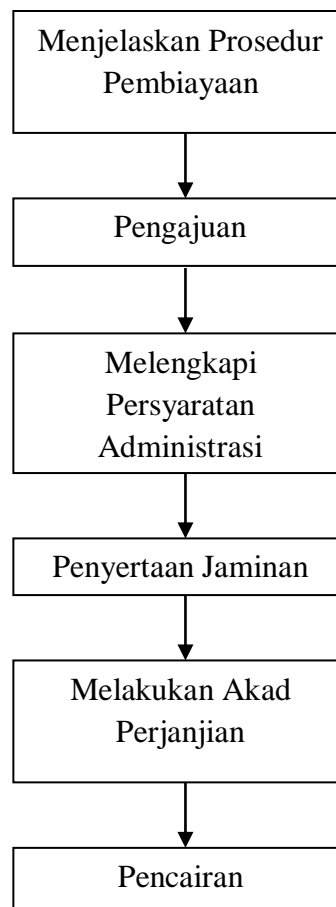 Menjelaskan Prosedur
Pembiayaan
Pengajuan
Melengkapi
Persyaratan
Administrasi
Penyertaan Jaminan
Melakukan Akad
Perjanjian
Pencairan